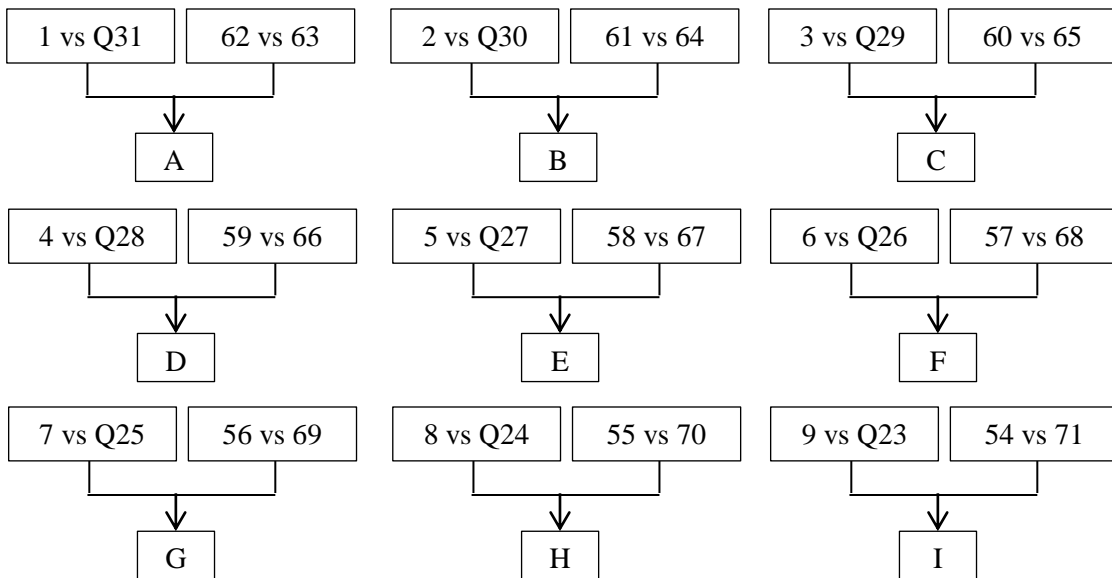 1 vs Q31 62 vs 63 2 vs Q30 61 vs 64 3 vs Q29 60 vs 65
A B C
4 vs Q28 59 vs 66 5 vs Q27 58 vs 67 6 vs Q26 57 vs 68
D E F
7 vs Q25 56 vs 69 8 vs Q24 55 vs 70 9 vs Q23 54 vs 71
G H I